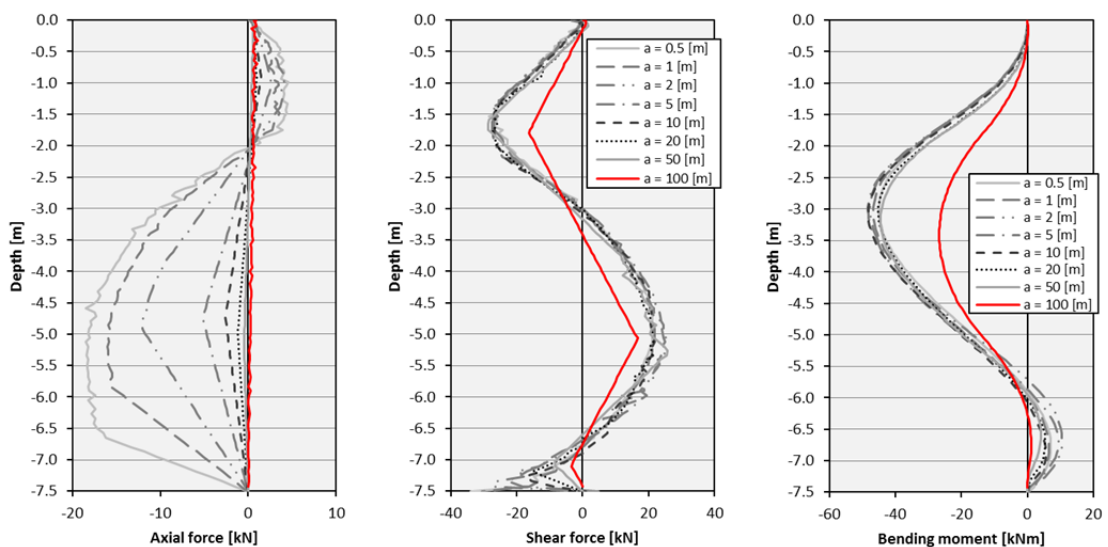 0.0
-0.5
-1.0
-1.5
-2.0
-2.5
-3.0
-3.5
-4.0
-4.5
-5.0
-5.5
-6.0
-6.5
-7.0
-7.5
Depth [m]
-20 -10 0 10
Axial force [kN]
0.0
-0.5
-1.0
-1.5
-2.0
-2.5
-3.0
-3.5
-4.0
-4.5
-5.0
-5.5
-6.0
-6.5
-7.0
-7.5
Depth [m]
a = 0.5 [m]
a = 1 [m]
a = 2 [m]
a = 5 [m]
a = 10 [m]
a = 20 [m]
a = 50 [m]
a = 100 [m]
-40 -20 0 20 40
Shear force [kN]
0.0
-0.5
-1.0
-1.5
-2.0
-2.5
-3.0
-3.5
-4.0
-4.5
-5.0
-5.5
-6.0
-6.5
-7.0
-7.5
Depth [m]
a = 0.5 [m]
a = 1 [m]
a = 2 [m]
a = 5 [m]
a = 10 [m]
a = 20 [m]
a = 50 [m]
a = 100 [m]
-60 -40 -20 0 20
Bending moment [kNm]